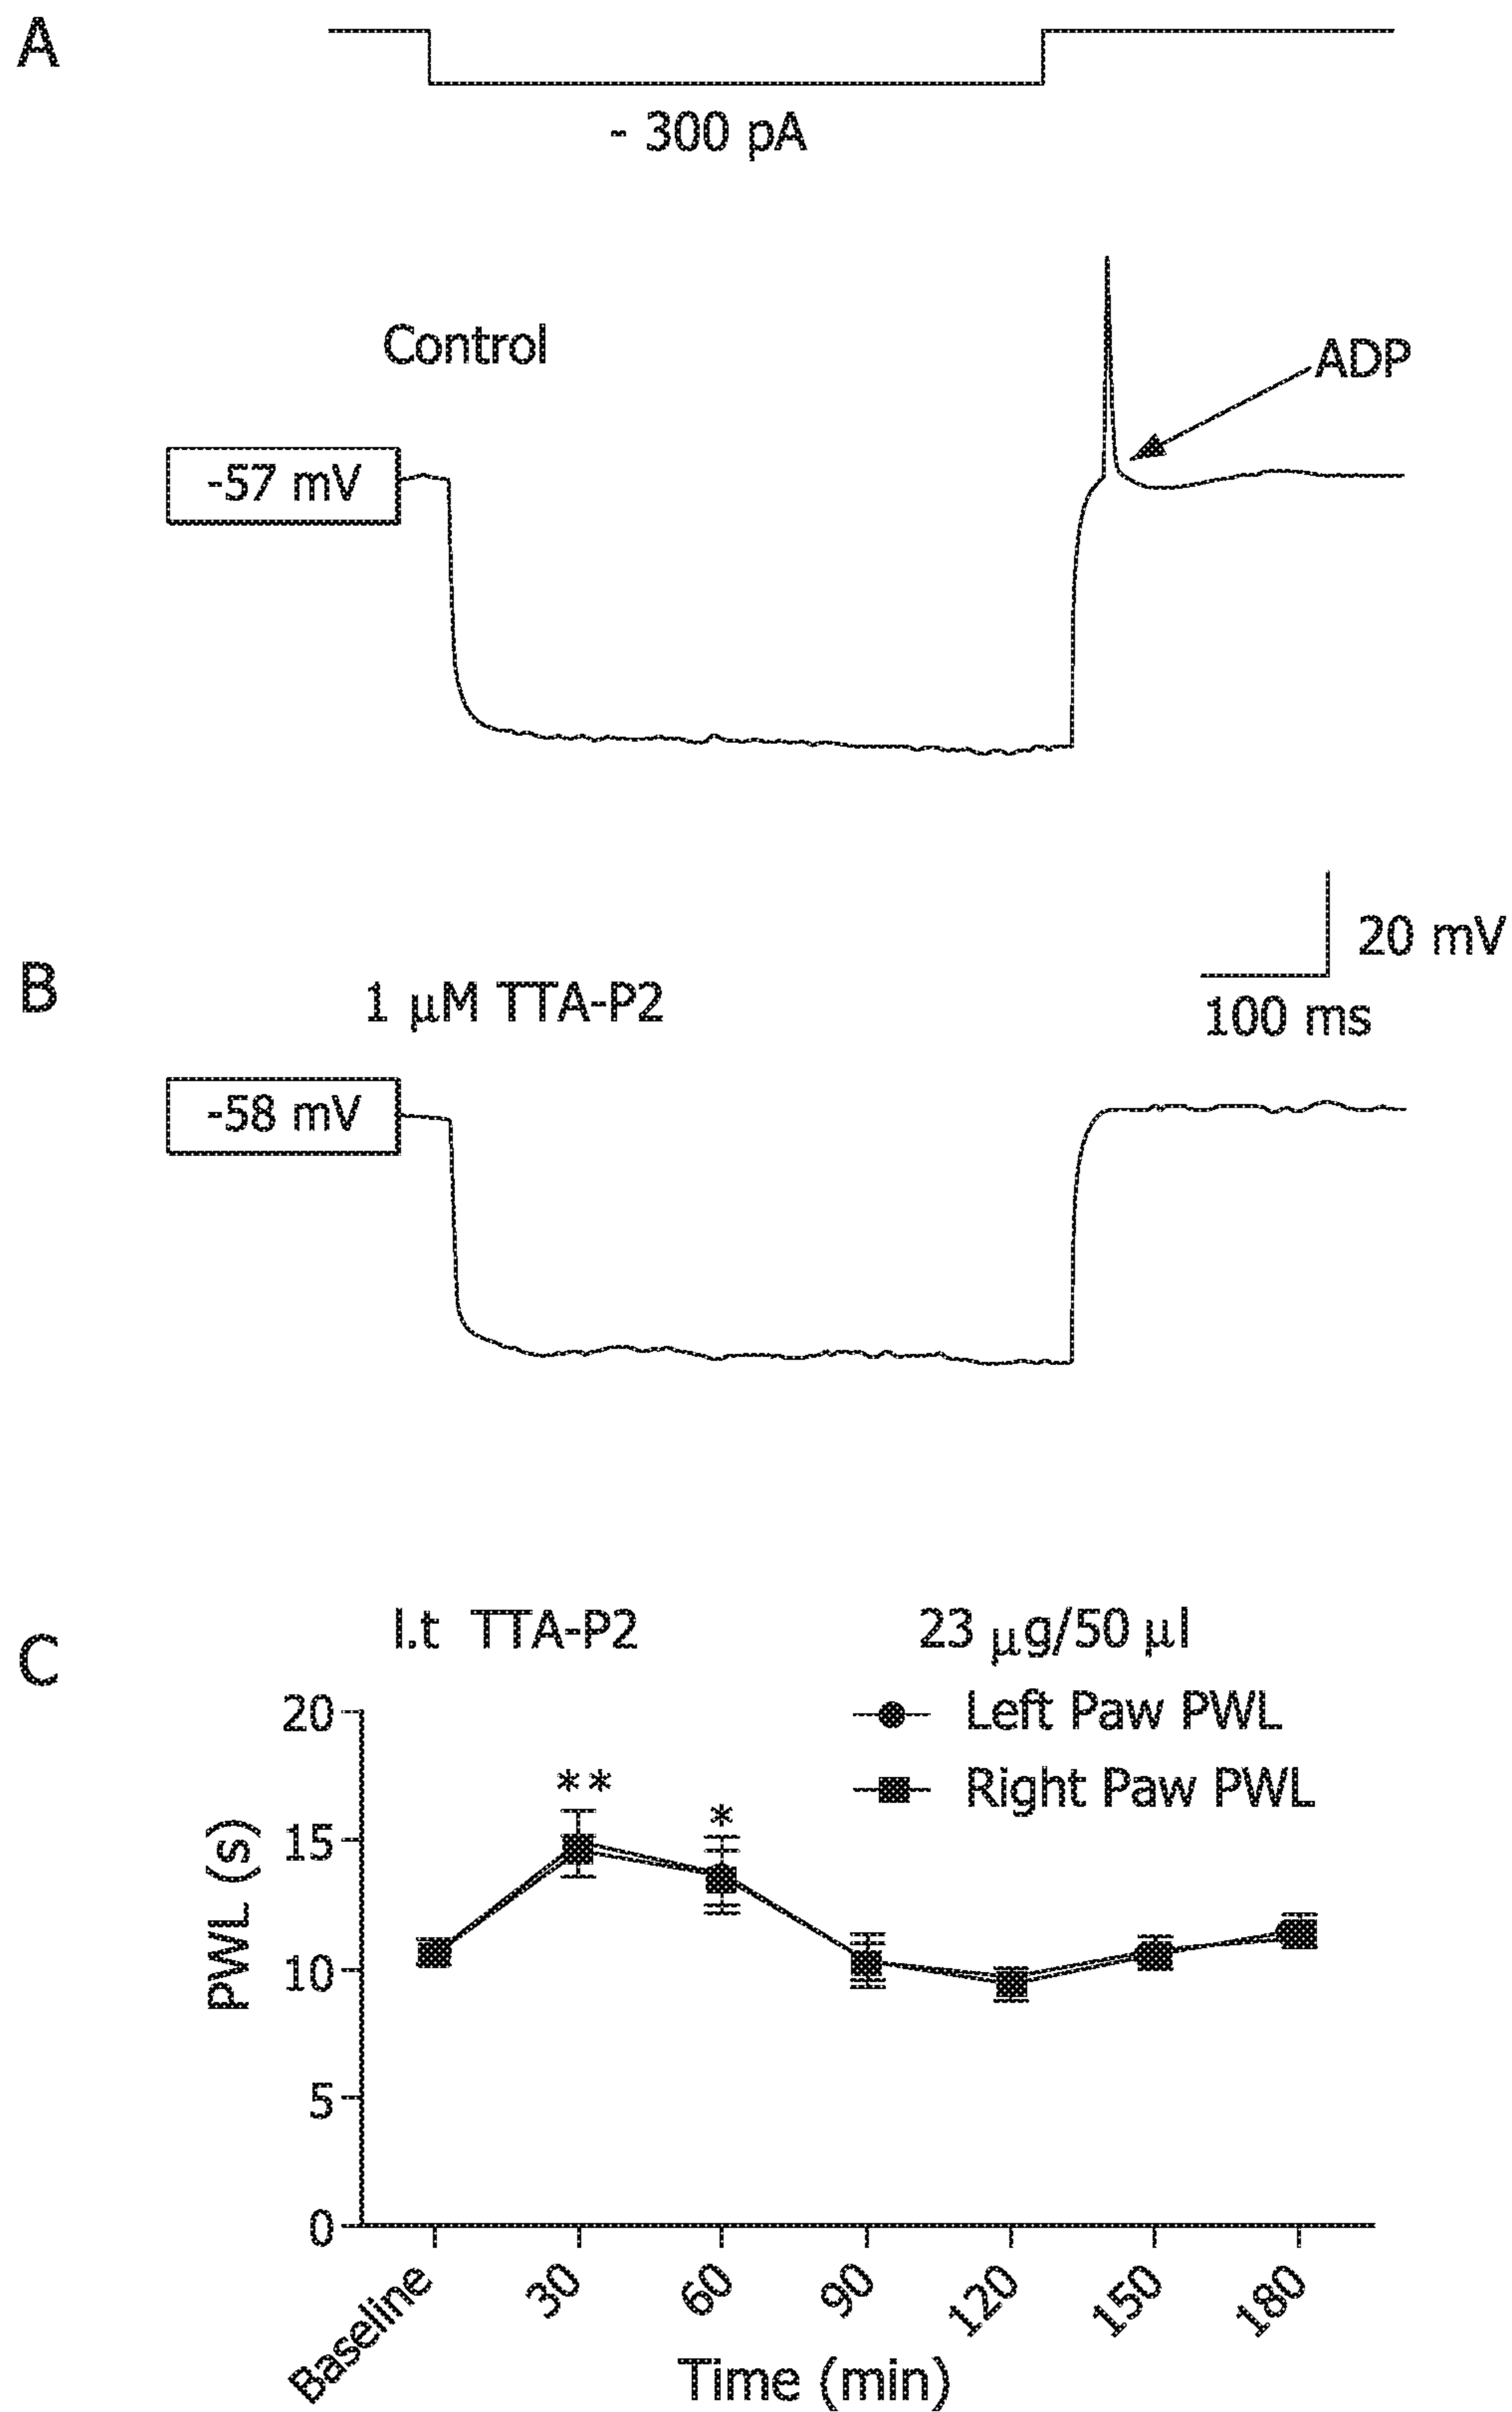 A
- 300 pA
Control
ADP
-57 mV
20 mV
100 ms
B
1 μM TTA-P2
-58 mV
C
I.t TTA-P2 23 μg/50 μl
Left Paw PWL
Right Paw PWL
20
15
10
5
0
PWL (s)
**
*
Baseline 30 60 90 120 150 180
Time (min)